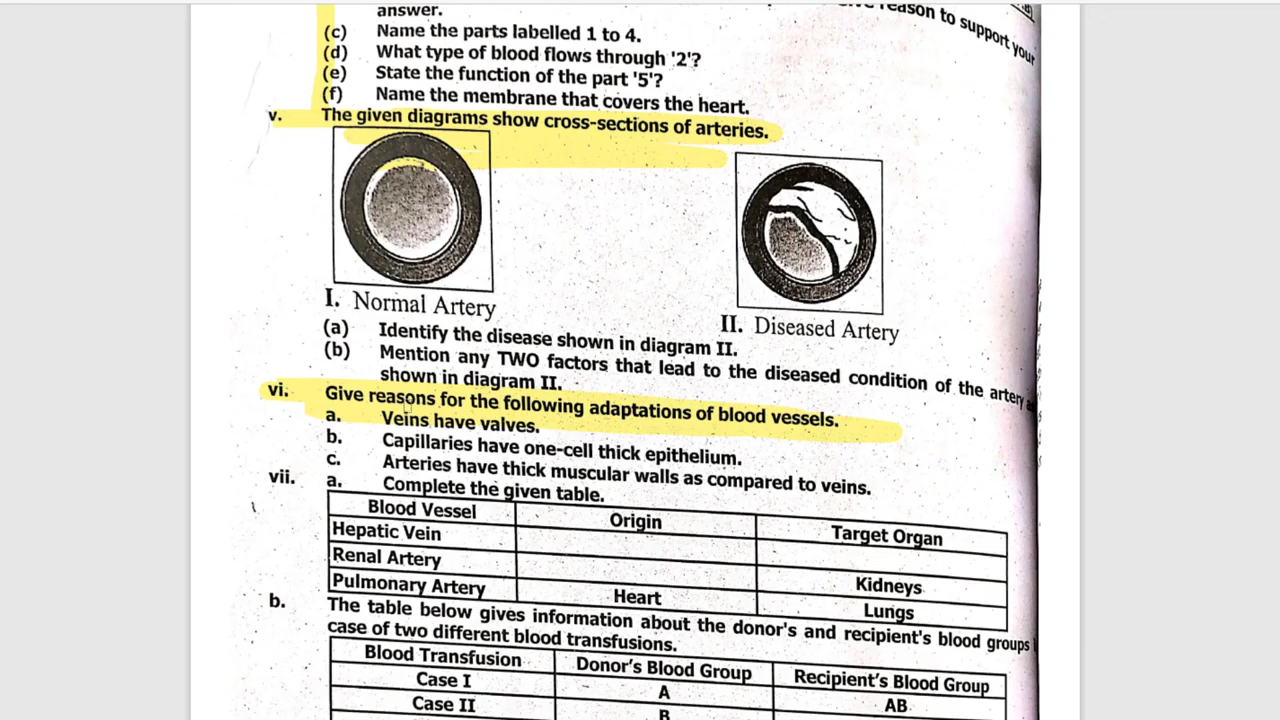 reason to support your
answer.
(c) Name the parts labelled 1 to 4.
(d) What type of blood flows through '2'?
(e) State the function of the part '5'?
(f) Name the membrane that covers the heart.
v. The given diagrams show cross-sections of arteries.
I. Normal Artery
II. Diseased Artery
(a) Identify the disease shown in diagram II.
(b) Mention any TWO factors that lead to the diseased condition of the artery
shown in diagram II.
vi. Give reasons for the following adaptations of blood vessels.
a. Veins have valves.
b. Capillaries have one-cell thick epithelium.
c. Arteries have thick muscular walls as compared to veins.
vii. a. Complete the given table.
Blood Vessel Origin Target Organ
Hepatic Vein
Renal Artery Kidneys
Pulmonary Artery Heart Lungs
b. The table below gives information about the donor's and recipient's blood groups
case of two different blood transfusions.
Blood Transfusion Donor's Blood Group Recipient's Blood Group
Case I A AB
Case II B